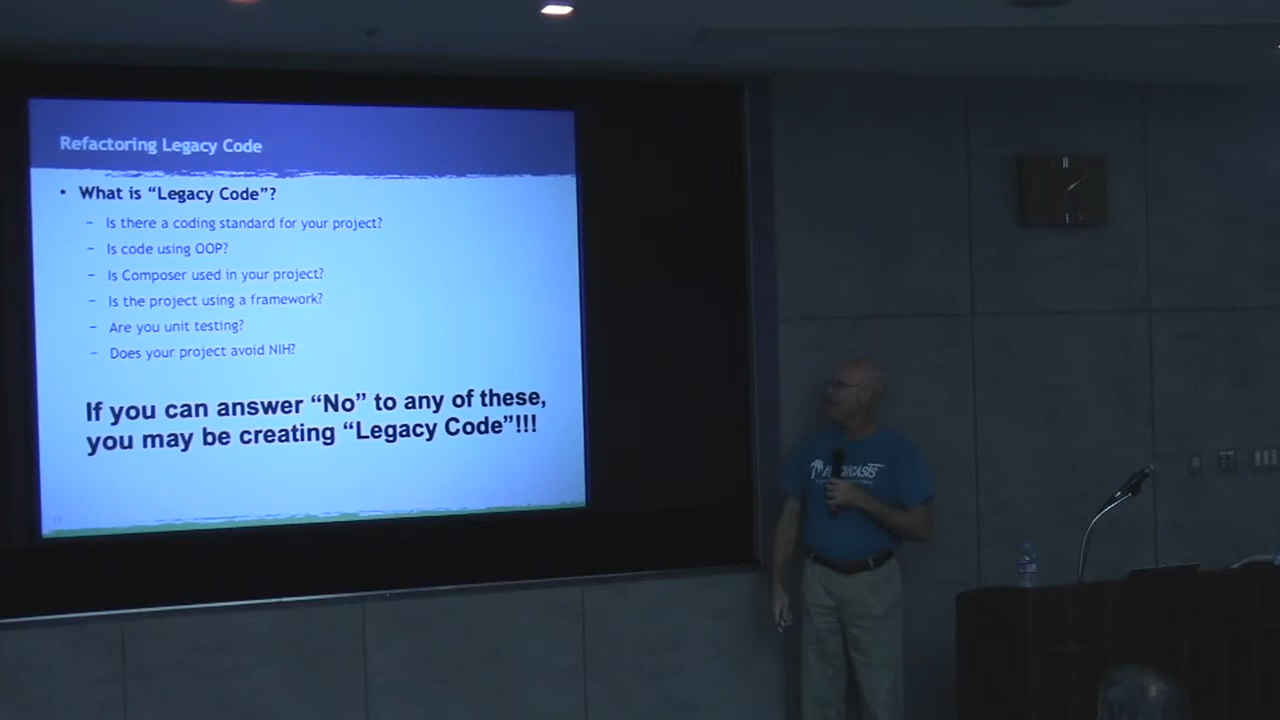 Refactoring Legacy Code
• What is “Legacy Code”?
– Is there a coding standard for your project?
– Is code using OOP?
– Is Composer used in your project?
– Is the project using a framework?
– Are you unit testing?
– Does your project avoid NIH?
If you can answer “No” to any of these,
you may be creating “Legacy Code”!!!